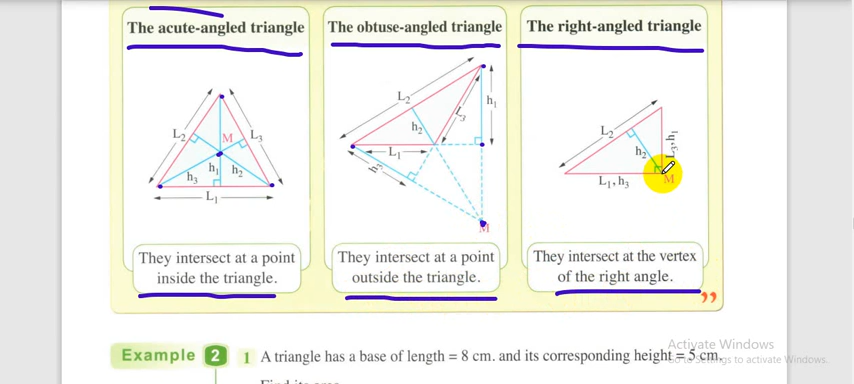 The acute-angled triangle
L2
L3
M
h1
h2
h3
L1
They intersect at a point
inside the triangle.
The obtuse-angled triangle
L2
h1
L3
h2
L1
h3
M
They intersect at a point
outside the triangle.
The right-angled triangle
L2
L3, h1
h2
L1, h3
M
They intersect at the vertex
of the right angle.
Example 2 1 A triangle has a base of length = 8 cm. and its corresponding height = 5 cm.
Find its area
Activate Windows
Go to Settings to activate Windows.